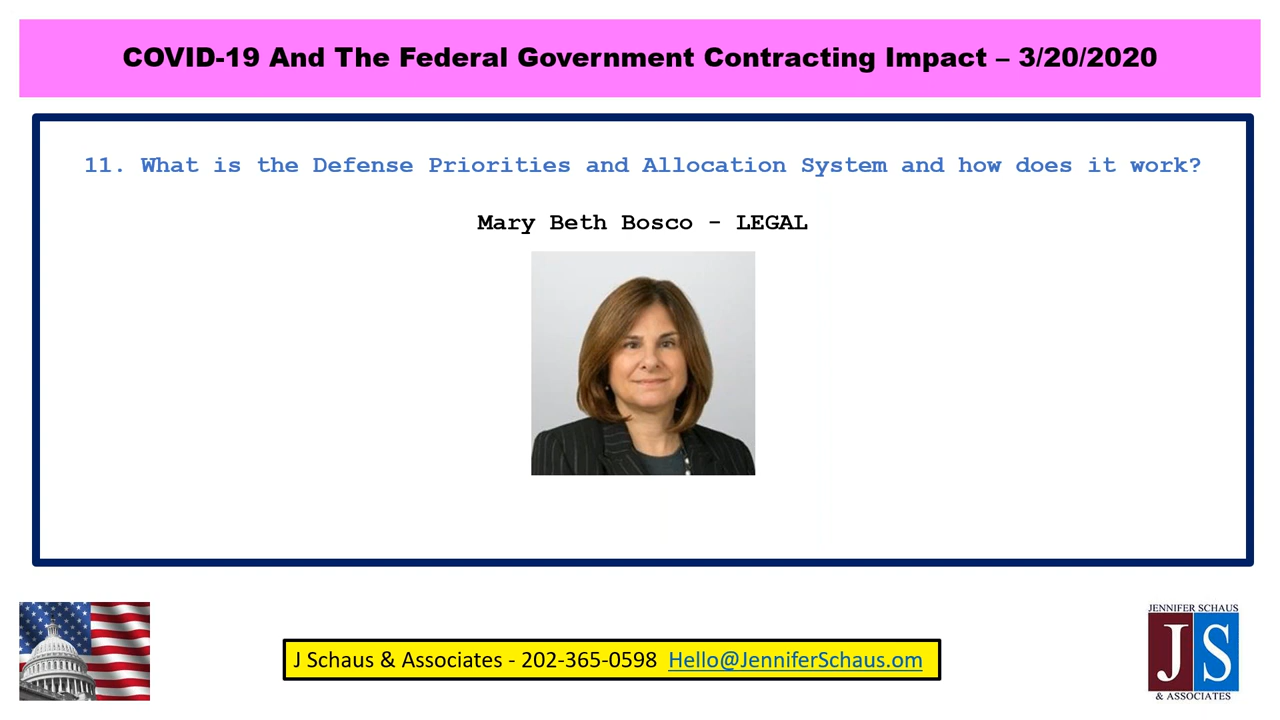 COVID-19 And The Federal Government Contracting Impact – 3/20/2020
11. What is the Defense Priorities and Allocation System and how does it work?
Mary Beth Bosco - LEGAL
J Schaus & Associates - 202-365-0598 Hello@JenniferSchaus.om
JENNIFER SCHAUS
JS
& ASSOCIATES